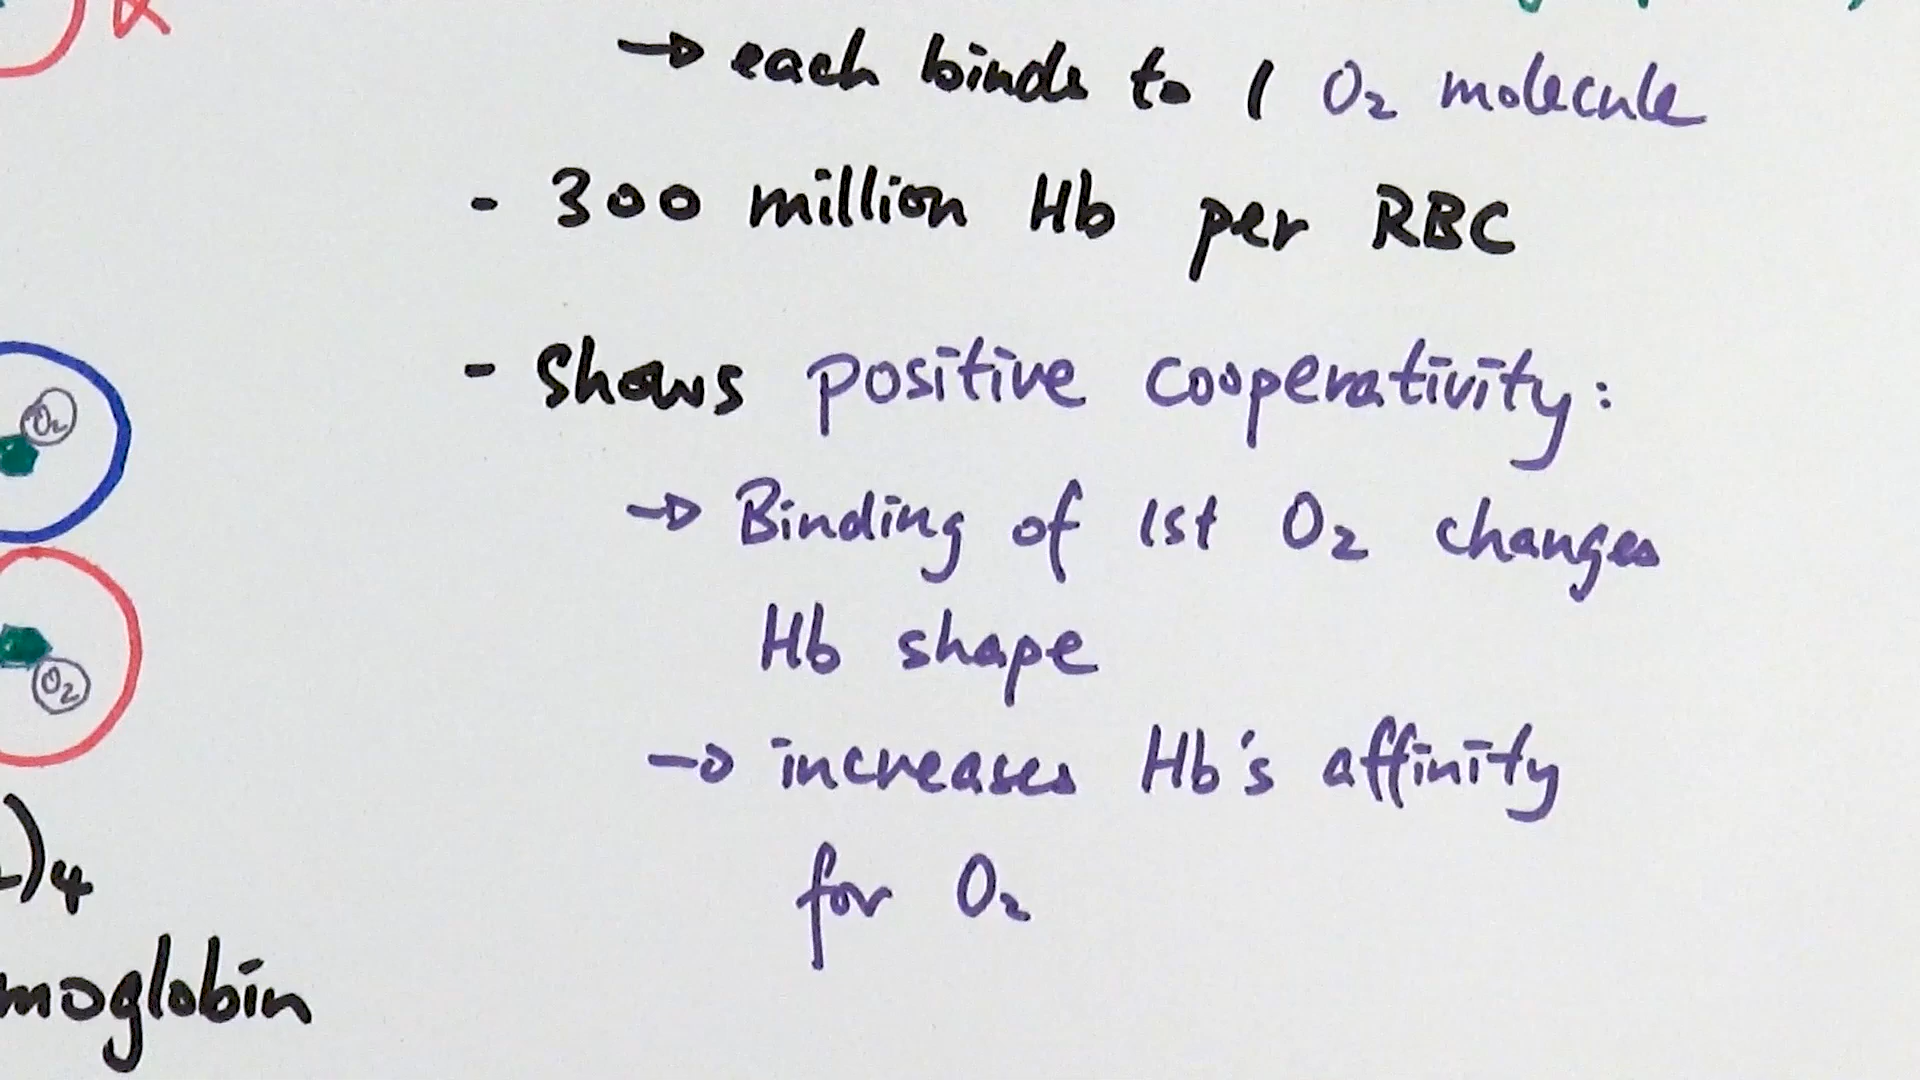 α
→ each binds to 1 O₂ molecule
- 300 million Hb per RBC
- Shows positive cooperativity:
O₂
→ Binding of 1st O₂ changes
Hb shape
O₂
→ increases Hb's affinity
for O₂
)₄
moglobin